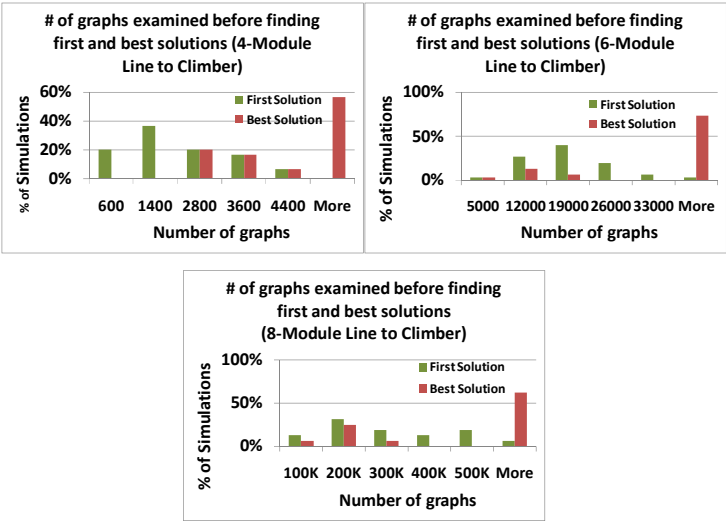 # of graphs examined before finding
first and best solutions (4-Module
Line to Climber)
60%
40%
20%
0%
% of Simulations
First Solution
Best Solution
600 1400 2800 3600 4400 More
Number of graphs
# of graphs examined before finding
first and best solutions (6-Module
Line to Climber)
100%
50%
0%
% of Simulations
First Solution
Best Solution
5000 12000 19000 26000 33000 More
Number of graphs
# of graphs examined before finding
first and best solutions
(8-Module Line to Climber)
100%
50%
0%
% of Simulations
First Solution
Best Solution
100K 200K 300K 400K 500K More
Number of graphs